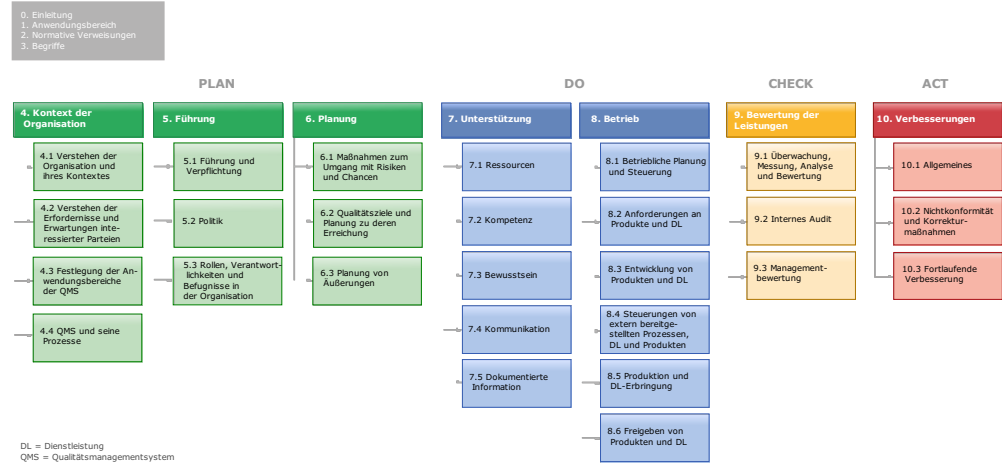 0. Einleitung
1. Anwendungsbereich
2. Normative Verweisungen
3. Begriffe
PLAN
DO
CHECK
ACT
4. Kontext der
Organisation
5. Führung
6. Planung
7. Unterstützung
8. Betrieb
9. Bewertung der
Leistungen
10. Verbesserungen
4.1 Verstehen der
Organisation und
ihres Kontextes
4.2 Verstehen der
Erfordernisse und
Erwartungen inte-
ressierter Parteien
4.3 Festlegung der An-
wendungsbereiche
der QMS
4.4 QMS und seine
Prozesse
5.1 Führung und
Verpflichtung
5.2 Politik
5.3 Rollen, Verantwort-
lichkeiten und
Befugnisse in
der Organisation
6.1 Maßnahmen zum
Umgang mit Risiken
und Chancen
6.2 Qualitätsziele und
Planung zu deren
Erreichung
6.3 Planung von
Äußerungen
7.1 Ressourcen
7.2 Kompetenz
7.3 Bewusstsein
7.4 Kommunikation
7.5 Dokumentierte
Information
8.1 Betriebliche Planung
und Steuerung
8.2 Anforderungen an
Produkte und DL
8.3 Entwicklung von
Produkten und DL
8.4 Steuerungen von
extern bereitge-
stellten Prozessen,
DL und Produkten
8.5 Produktion und
DL-Erbringung
8.6 Freigeben von
Produkten und DL
9.1 Überwachung,
Messung, Analyse
und Bewertung
9.2 Internes Audit
9.3 Management-
bewertung
10.1 Allgemeines
10.2 Nichtkonformität
und Korrektur-
maßnahmen
10.3 Fortlaufende
Verbesserung
DL = Dienstleistung
QMS = Qualitätsmanagementsystem